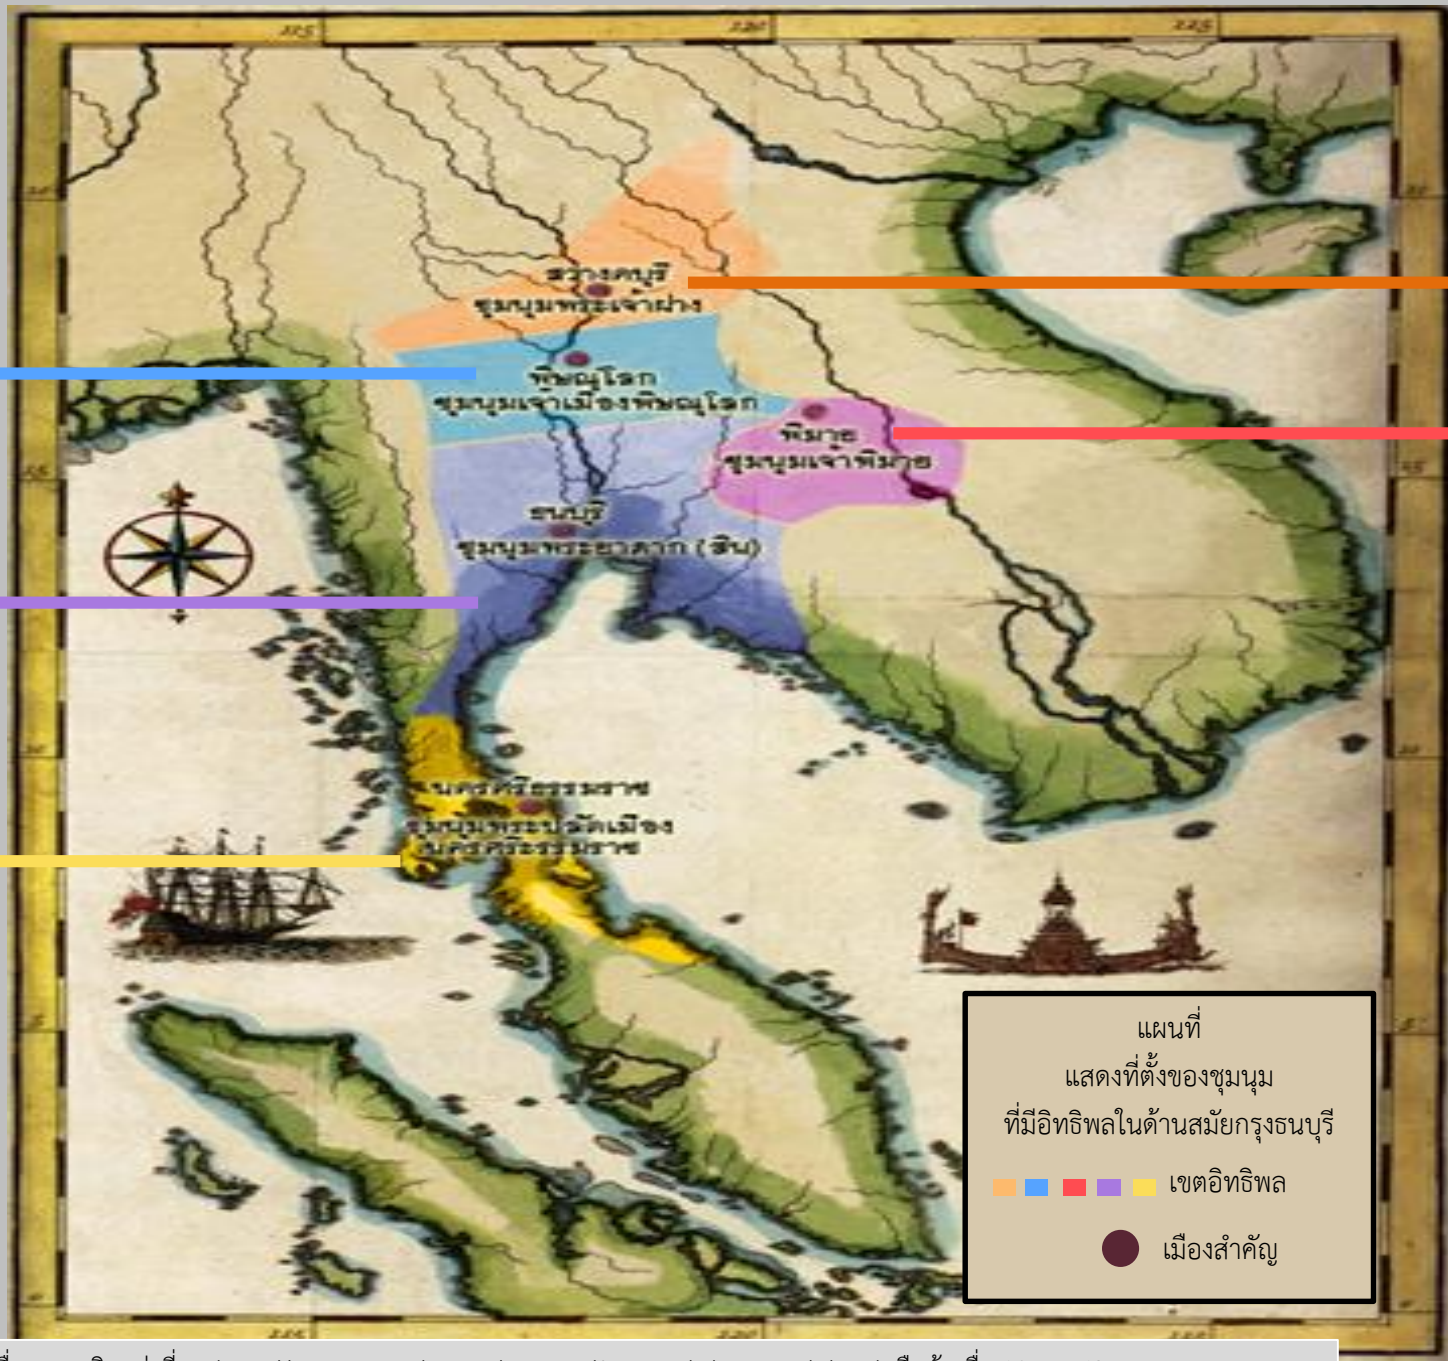 115
120
125
สวางคบุรี
ชุมนุมพระเจ้าฝาง
พิษณุโลก
ชุมนุมเจ้าเมืองพิษณุโลก
พิมาย
ชุมนุมเจ้าพิมาย
ธนบุรี
ชุมนุมพระยาตาก (สิน)
นครศรีธรรมราช
ชุมนุมพระปลัดเมือง
นครศรีธรรมราช
แผนที่
แสดงที่ตั้งของชุมนุม
ที่มีอิทธิพลในด้านสมัยกรุงธนบุรี
เขตอิทธิพล
เมืองสำคัญ